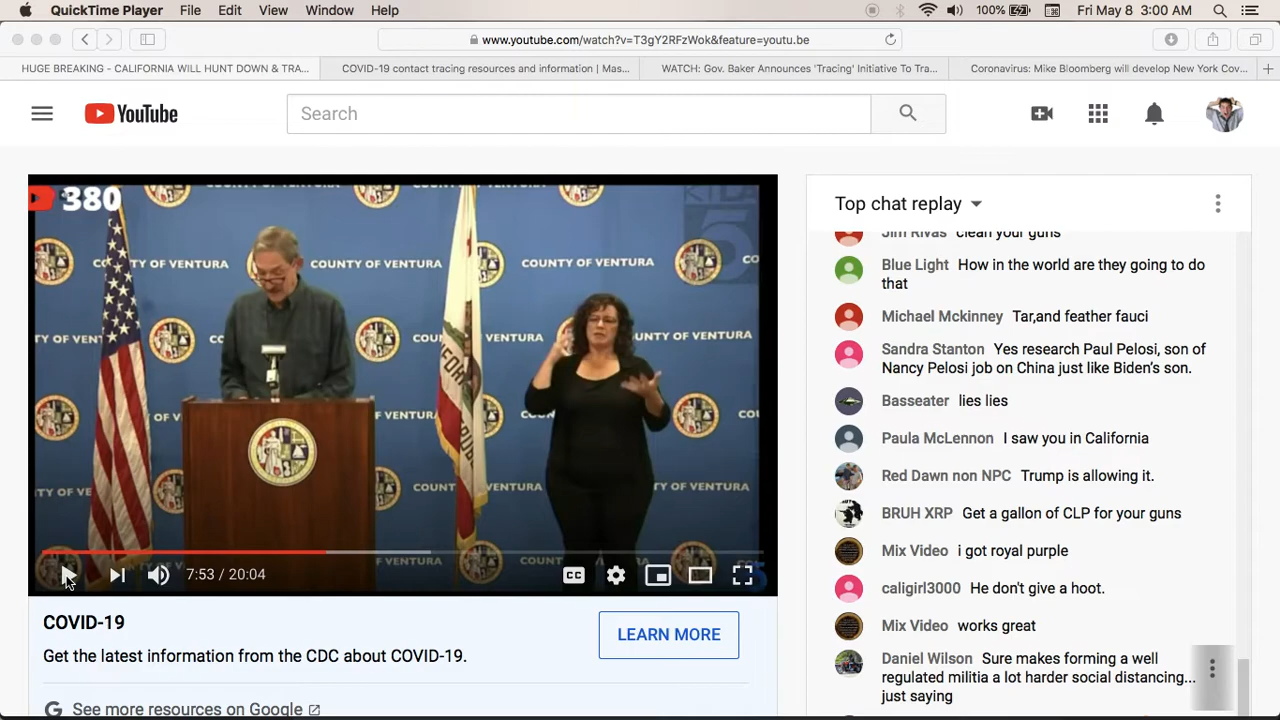 QuickTime Player File Edit View Window Help 100% Fri May 8 3:00 AM
www.youtube.com/watch?v=T3gY2RFzWok&feature=youtu.be
HUGE BREAKING - CALIFORNIA WILL HUNT DOWN & TRA... COVID-19 contact tracing resources and information | Mas... WATCH: Gov. Baker Announces 'Tracing' Initiative To Tra... Coronavirus: Mike Bloomberg will develop New York Cov...
YouTube Search
380
COUNTY OF VENTURA
COUNTY OF VENTURA
COUNTY OF VENTURA
7:53 / 20:04
CC
COVID-19
Get the latest information from the CDC about COVID-19.
LEARN MORE
See more resources on Google
Top chat replay
Jim Rivas clean your guns
Blue Light How in the world are they going to do
that
Michael Mckinney Tar,and feather fauci
Sandra Stanton Yes research Paul Pelosi, son of
Nancy Pelosi job on China just like Biden's son.
Basseater lies lies
Paula McLennon I saw you in California
Red Dawn non NPC Trump is allowing it.
BRUH XRP Get a gallon of CLP for your guns
Mix Video i got royal purple
caligirl3000 He don't give a hoot.
Mix Video works great
Daniel Wilson Sure makes forming a well
regulated militia a lot harder social distancing...
just saying